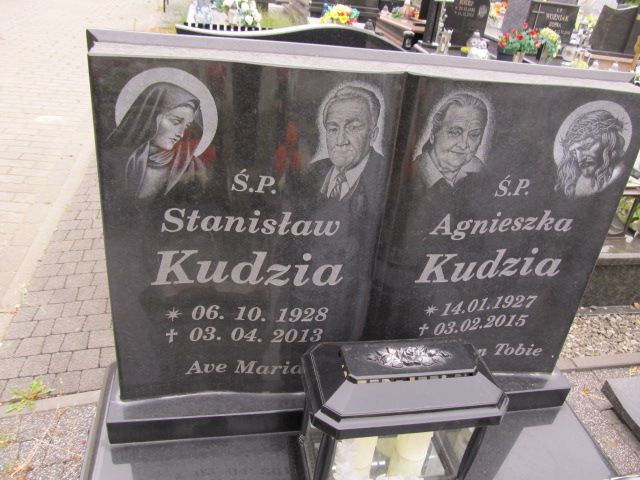 Ś.P.
Stanisław
Kudzia
* 06. 10. 1928
† 03. 04. 2013
Ave Maria
Ś.P.
Agnieszka
Kudzia
* 14.01.1927
† 03.02.2015
Tobie
WOŹNIAK